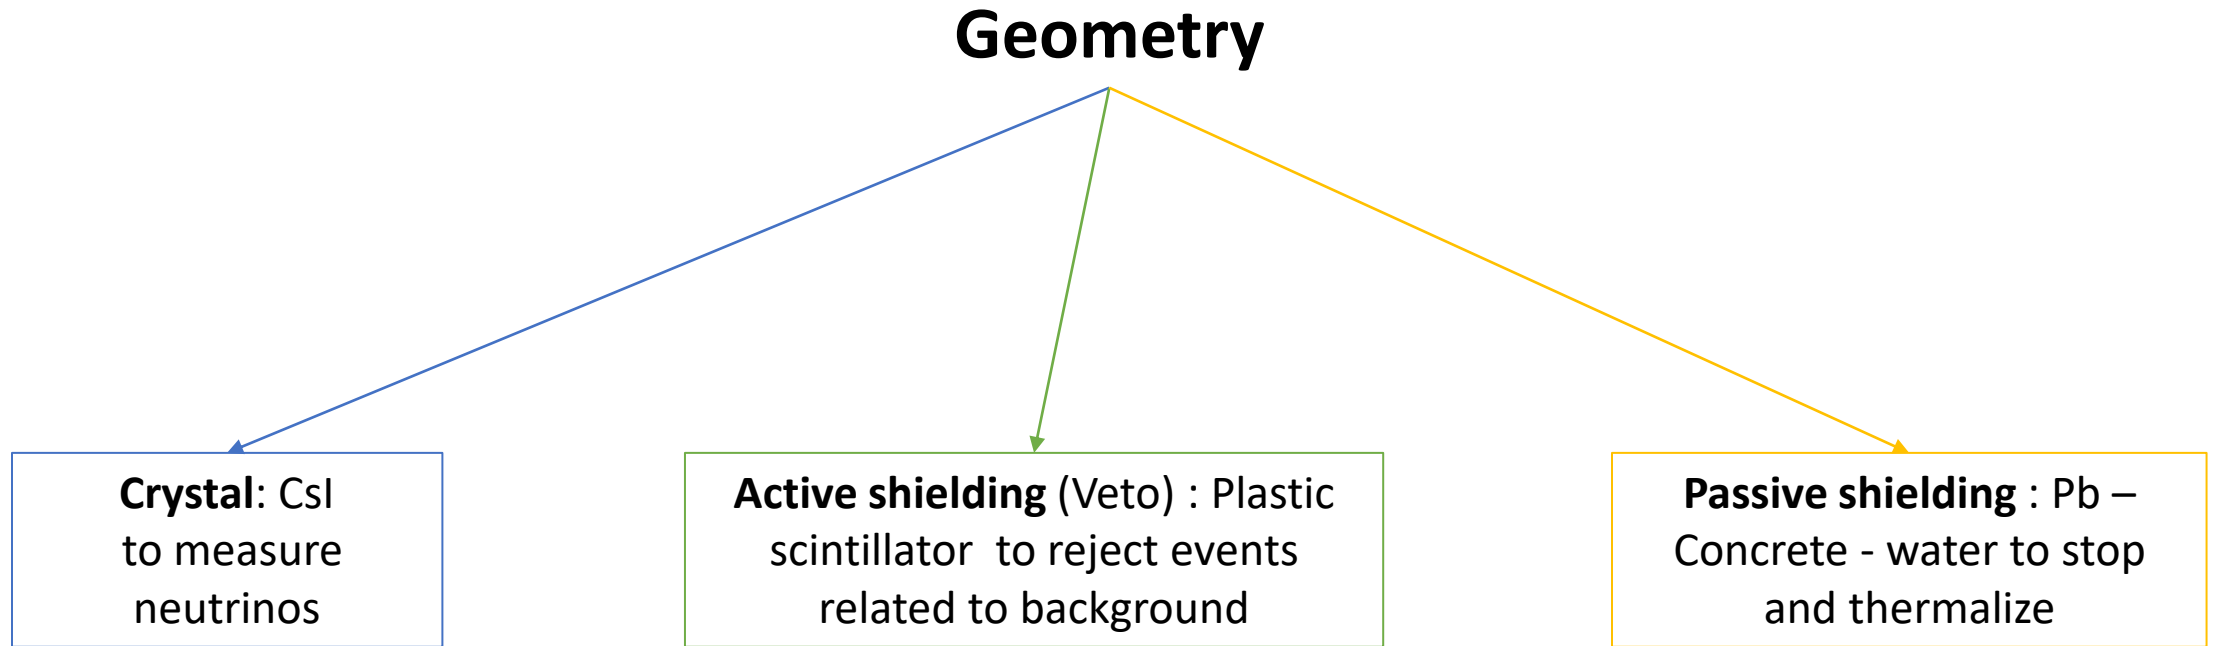 Geometry
Crystal: CsI
to measure
neutrinos
Active shielding (Veto) : Plastic
scintillator  to reject events
related to background
Passive shielding : Pb –
Concrete - water to stop
and thermalize